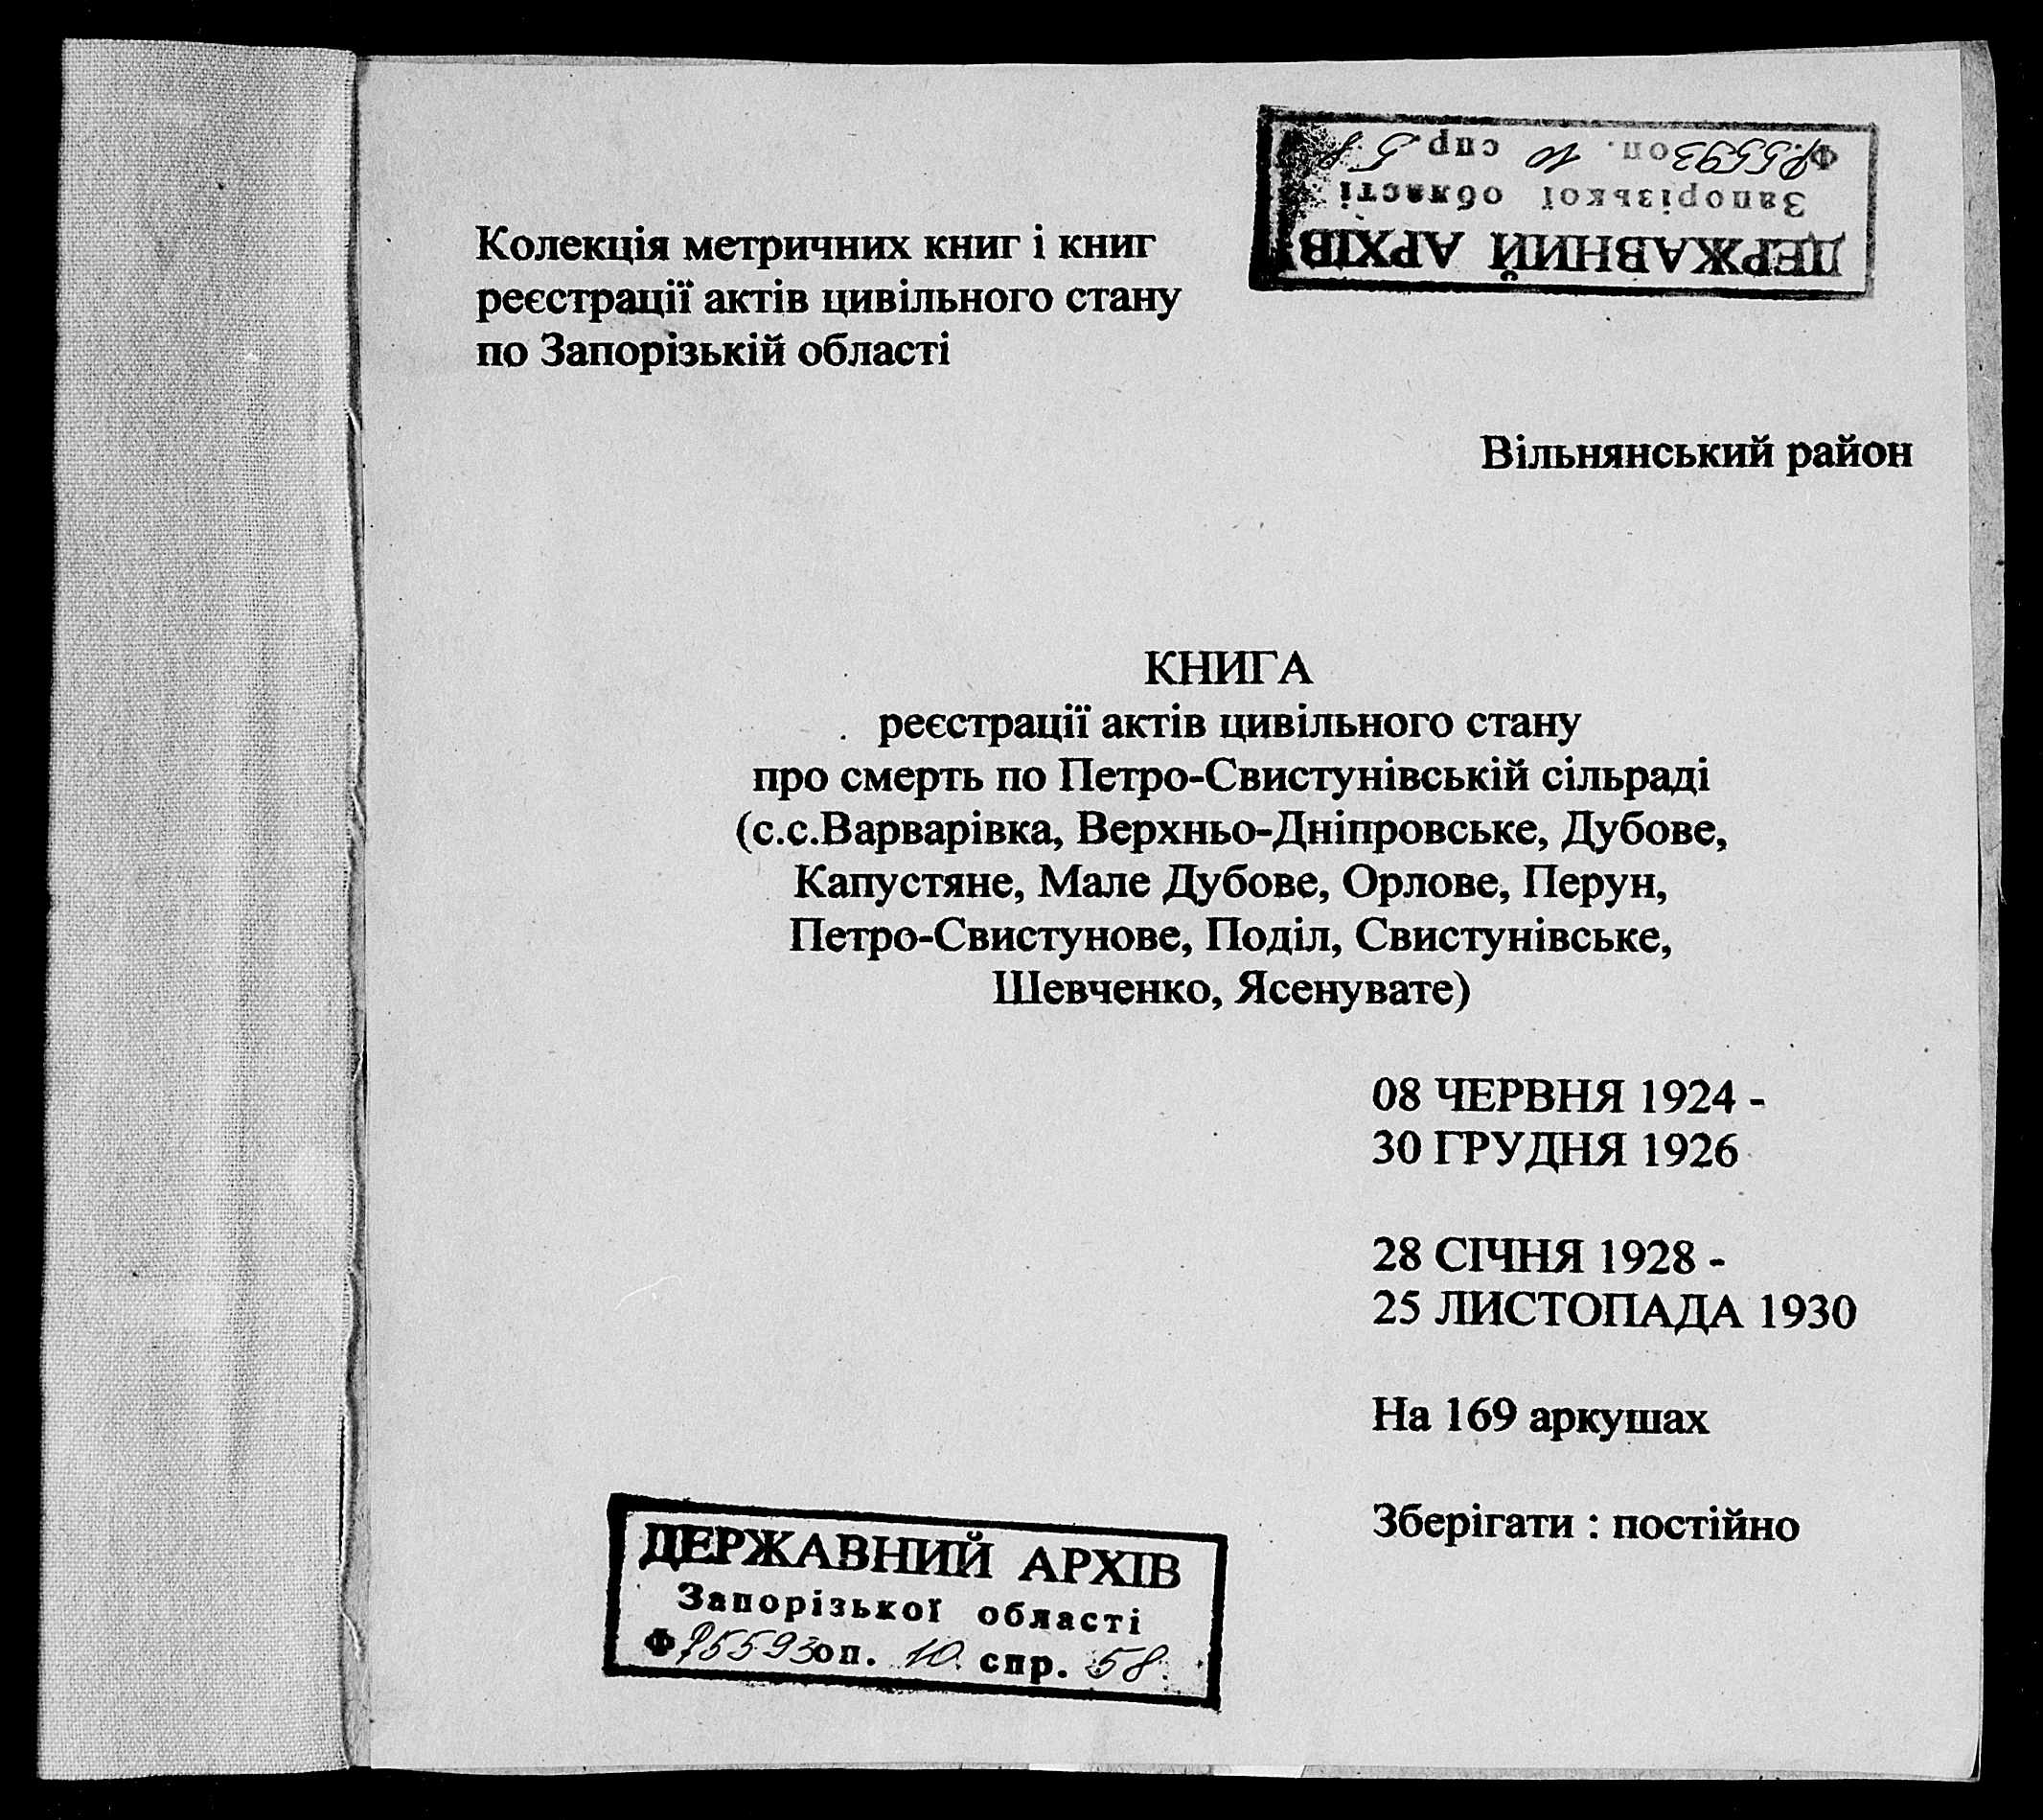 ДЕРЖАВНИЙ АРХІВ
Запорізької області
Ф.Р5593 оп. 10 спр. 58
Колекція метричних книг і книг
реєстрації актів цивільного стану
по Запорізькій області
Вільнянський район
КНИГА
реєстрації актів цивільного стану
про смерть по Петро-Свистунівській сільраді
(с.с.Варварівка, Верхньо-Дніпровське, Дубове,
Капустяне, Мале Дубове, Орлове, Перун,
Петро-Свистунове, Поділ, Свистунівське,
Шевченко, Ясенувате)
08 ЧЕРВНЯ 1924 -
30 ГРУДНЯ 1926
28 СІЧНЯ 1928 -
25 ЛИСТОПАДА 1930
На 169 аркушах
Зберігати : постійно
ДЕРЖАВНИЙ АРХІВ
Запорізької області
Ф Р5593 оп. 10. спр. 58.